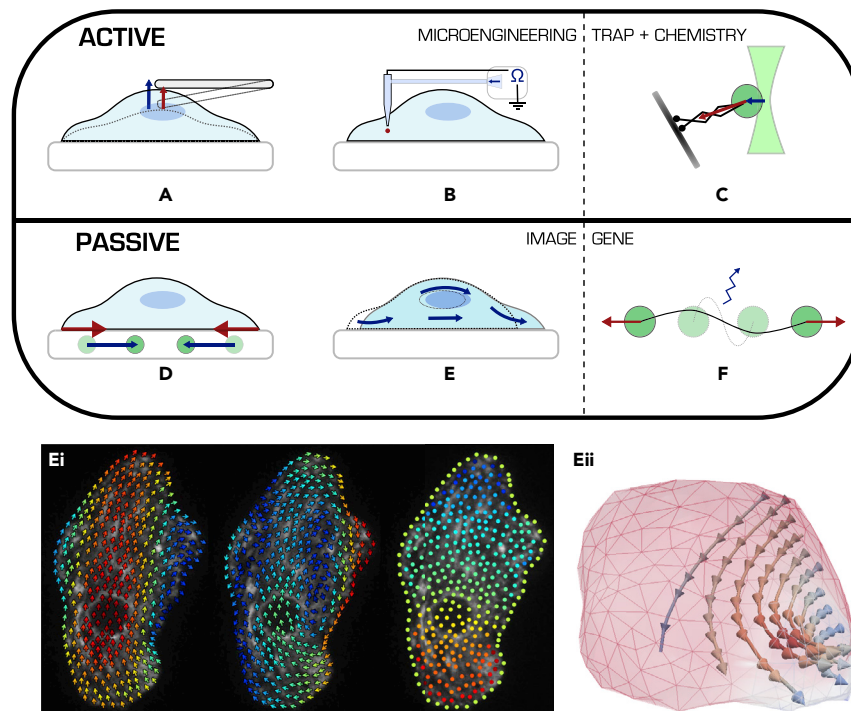 ACTIVE
MICROENGINEERING
TRAP + CHEMISTRY
Ω
A
B
C
PASSIVE
IMAGE
GENE
D
E
F
Ei
Eii